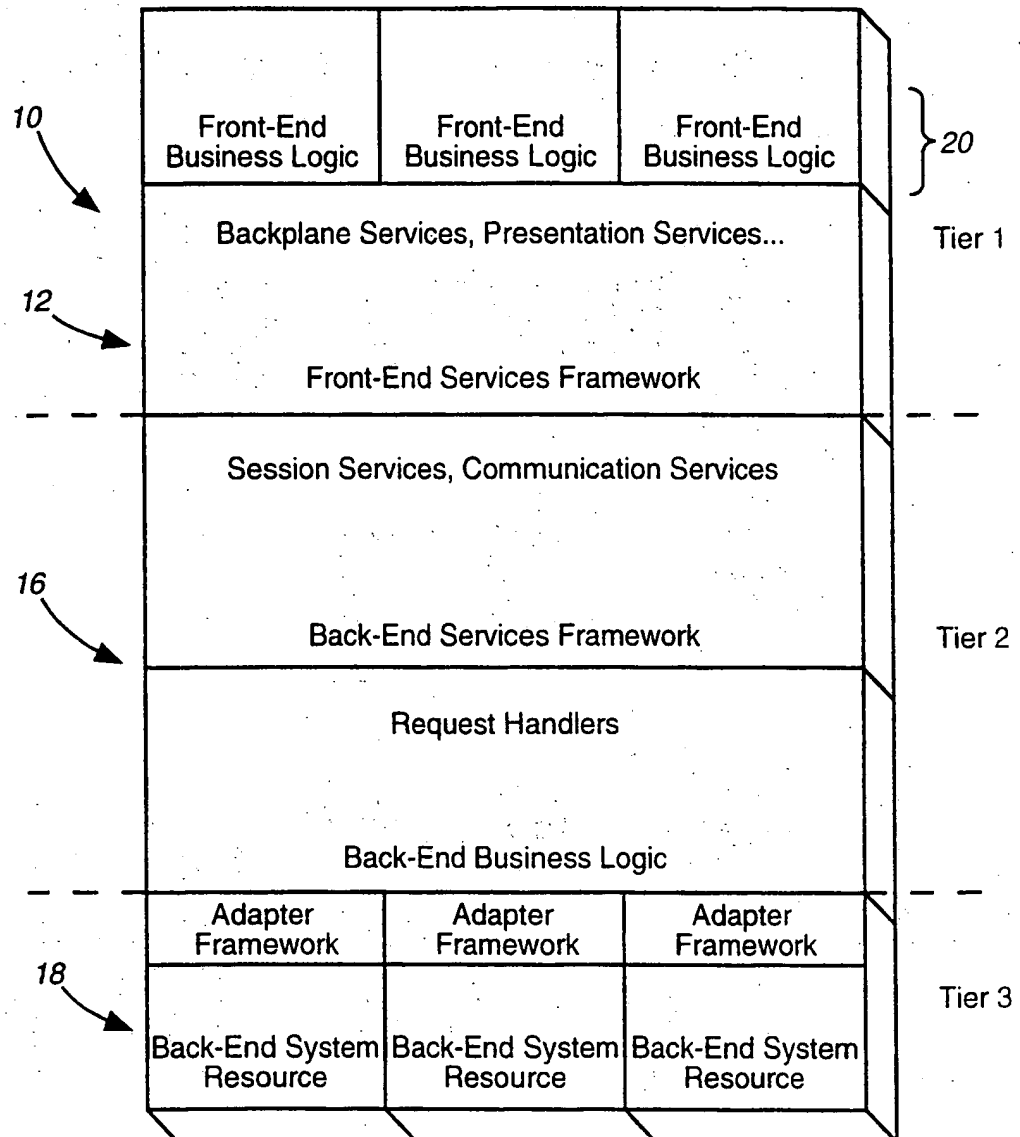 Front-End Front-End Front-End
Business Logic Business Logic Business Logic
10
20
Backplane Services, Presentation Services...
Tier 1
12
Front-End Services Framework
Session Services, Communication Services
16
Back-End Services Framework
Tier 2
Request Handlers
Back-End Business Logic
Adapter Adapter Adapter
Framework Framework Framework
18
Tier 3
Back-End System Back-End System Back-End System
Resource Resource Resource